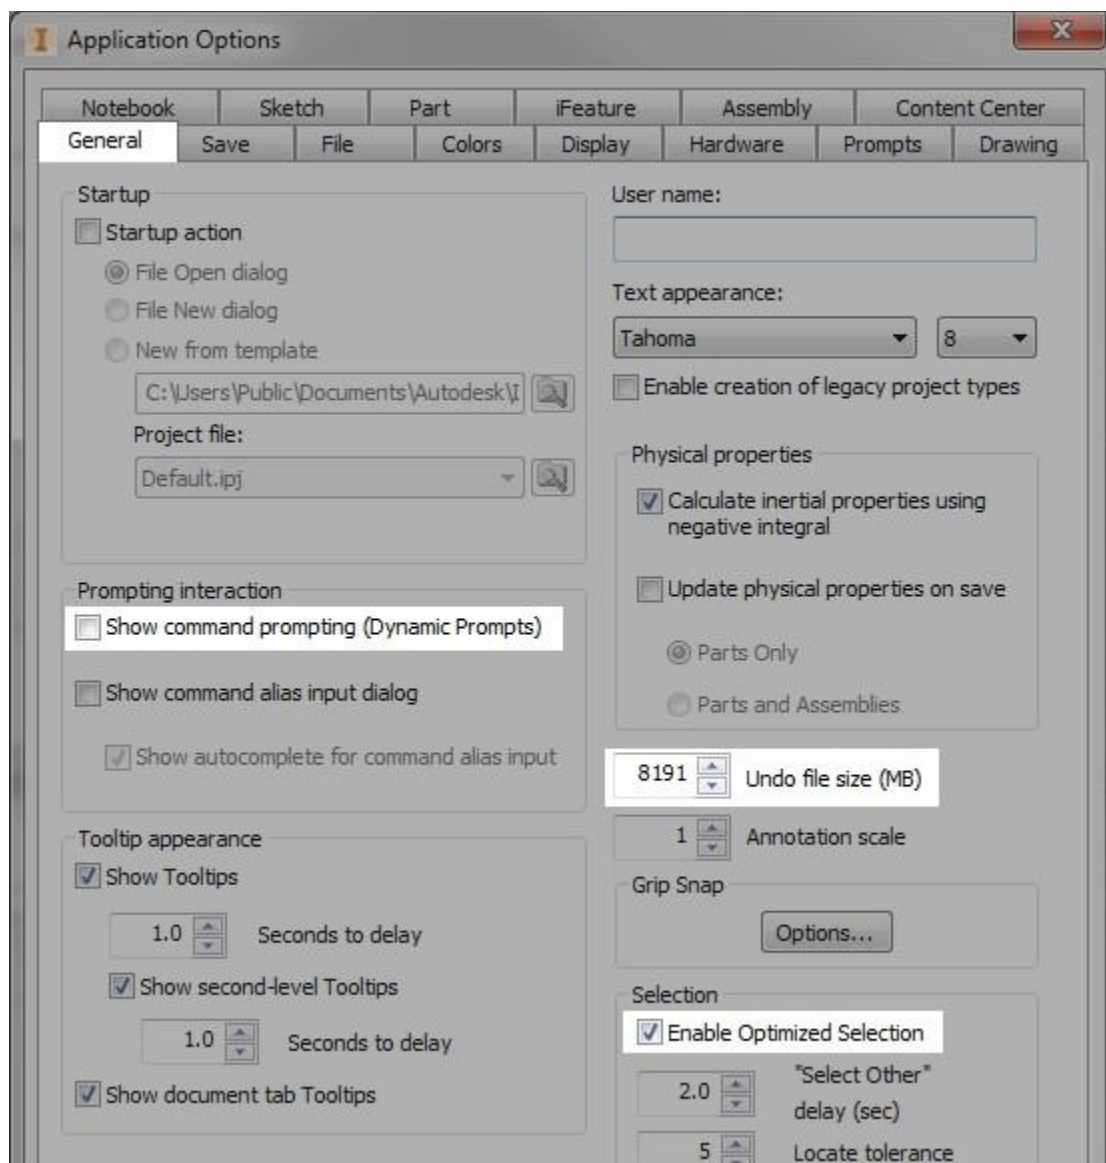 Application Options
Notebook Sketch Part iFeature Assembly Content Center
General Save File Colors Display Hardware Prompts Drawing
Startup
Startup action
File Open dialog
File New dialog
New from template
C:\Users\Public\Documents\Autodesk\I
Project file:
Default.ipj
Prompting interaction
Show command prompting (Dynamic Prompts)
Show command alias input dialog
Show autocomplete for command alias input
Tooltip appearance
Show Tooltips
1.0 Seconds to delay
Show second-level Tooltips
1.0 Seconds to delay
Show document tab Tooltips
User name:
Text appearance:
Tahoma 8
Enable creation of legacy project types
Physical properties
Calculate inertial properties using
negative integral
Update physical properties on save
Parts Only
Parts and Assemblies
8191 Undo file size (MB)
1 Annotation scale
Grip Snap
Options...
Selection
Enable Optimized Selection
2.0 "Select Other"
delay (sec)
5 Locate tolerance